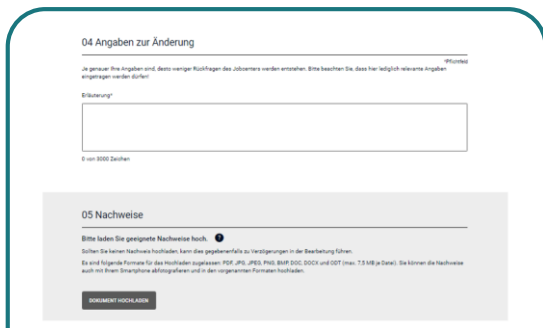 04 Angaben zur Änderung
*Pflichtfeld
Je genauer Ihre Angaben sind, desto weniger Rückfragen des Jobcenters werden entstehen. Bitte beachten Sie, dass hier lediglich relevante Angaben
eingetragen werden dürfen!
Erläuterung*
0 von 3000 Zeichen
05 Nachweise
Bitte laden Sie geeignete Nachweise hoch. ?
Sollten Sie keinen Nachweis hochladen, kann dies gegebenenfalls zu Verzögerungen in der Bearbeitung führen.
Es sind folgende Formate für das Hochladen zugelassen: PDF, JPG, JPEG, PNG, BMP, DOC, DOCX und ODT (max. 7,5 MB je Datei). Sie können die Nachweise
auch mit Ihrem Smartphone abfotografieren und in den vorgenannten Formaten hochladen.
DOKUMENT HOCHLADEN